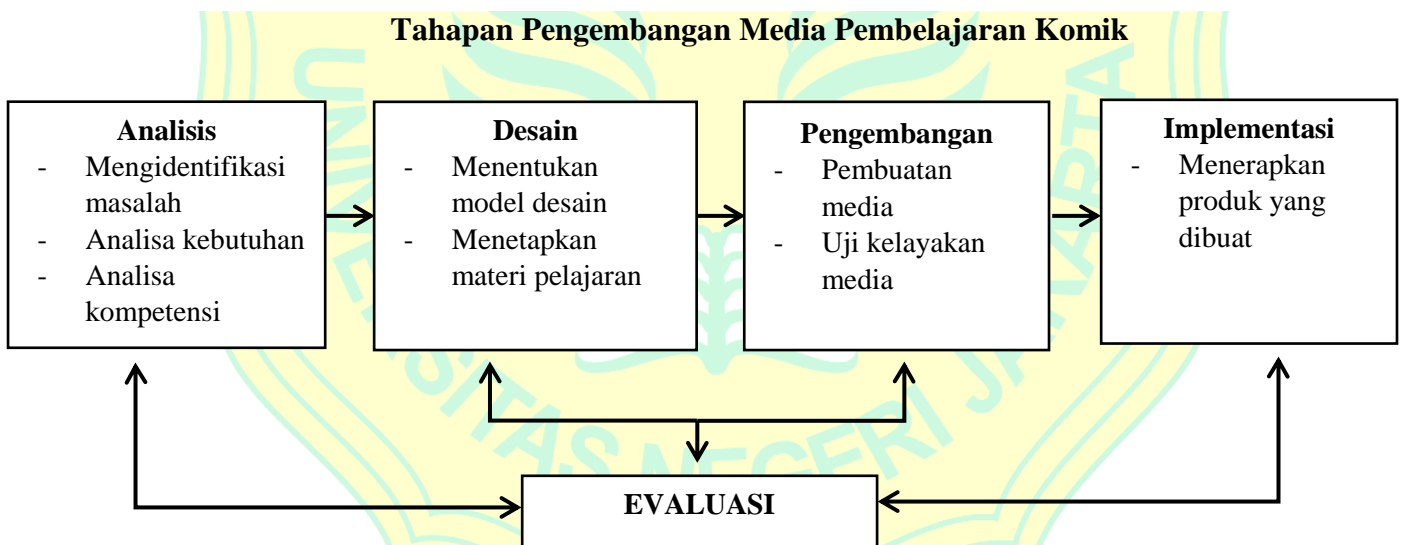 Tahapan Pengembangan Media Pembelajaran Komik
Analisis
- Mengidentifikasi
masalah
- Analisa kebutuhan
- Analisa
kompetensi
Desain
- Menentukan
model desain
- Menetapkan
materi pelajaran
Pengembangan
- Pembuatan
media
- Uji kelayakan
media
Implementasi
- Menerapkan
produk yang
dibuat
EVALUASI